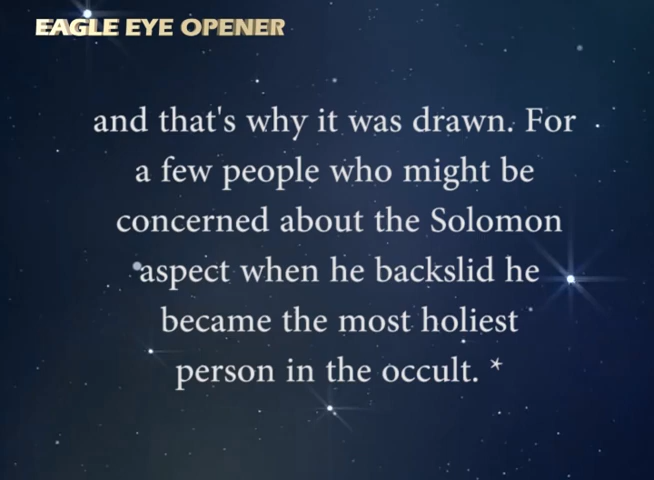 EAGLE EYE OPENER
and that's why it was drawn. For
a few people who might be
concerned about the Solomon
aspect when he backslid he
became the most holiest
person in the occult. *